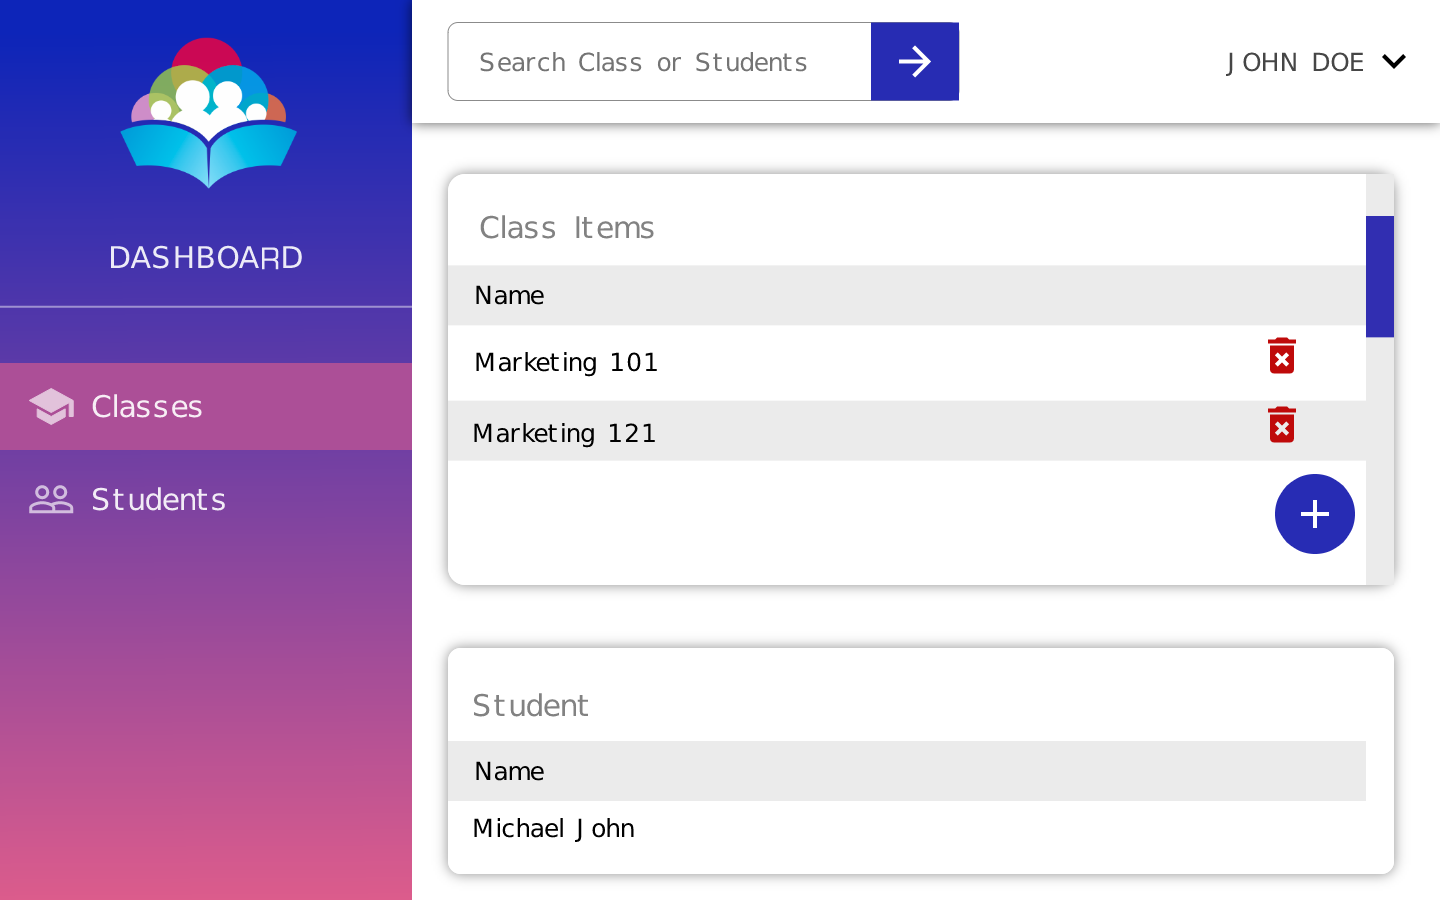 Search Class or Students
JOHN DOE
DASHBOARD
Classes
Students
Class Items
Name
Marketing 101
Marketing 121
Student
Name
Michael John